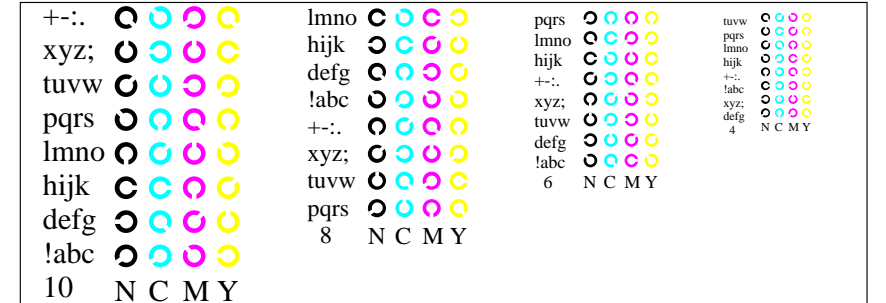 +-:.
xyz;
tuvw
pqrs
lmno
hijk
defg
!abc
10 N C M Y
lmno
hijk
defg
!abc
+-:.
xyz;
tuvw
pqrs
8 N C M Y
pqrs
lmno
hijk
+-:.
xyz;
tuvw
defg
!abc
6 N C M Y
tuvw
pqrs
lmno
hijk
+-:.
!abc
xyz;
defg
4 N C M Y